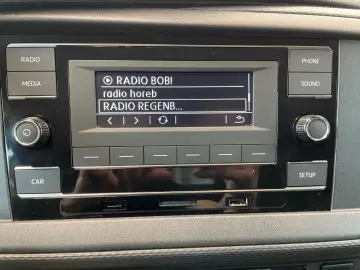 RADIO
MEDIA
CAR
RADIO BOB!
radio horeb
RADIO REGENB...
PHONE
SOUND
SETUP